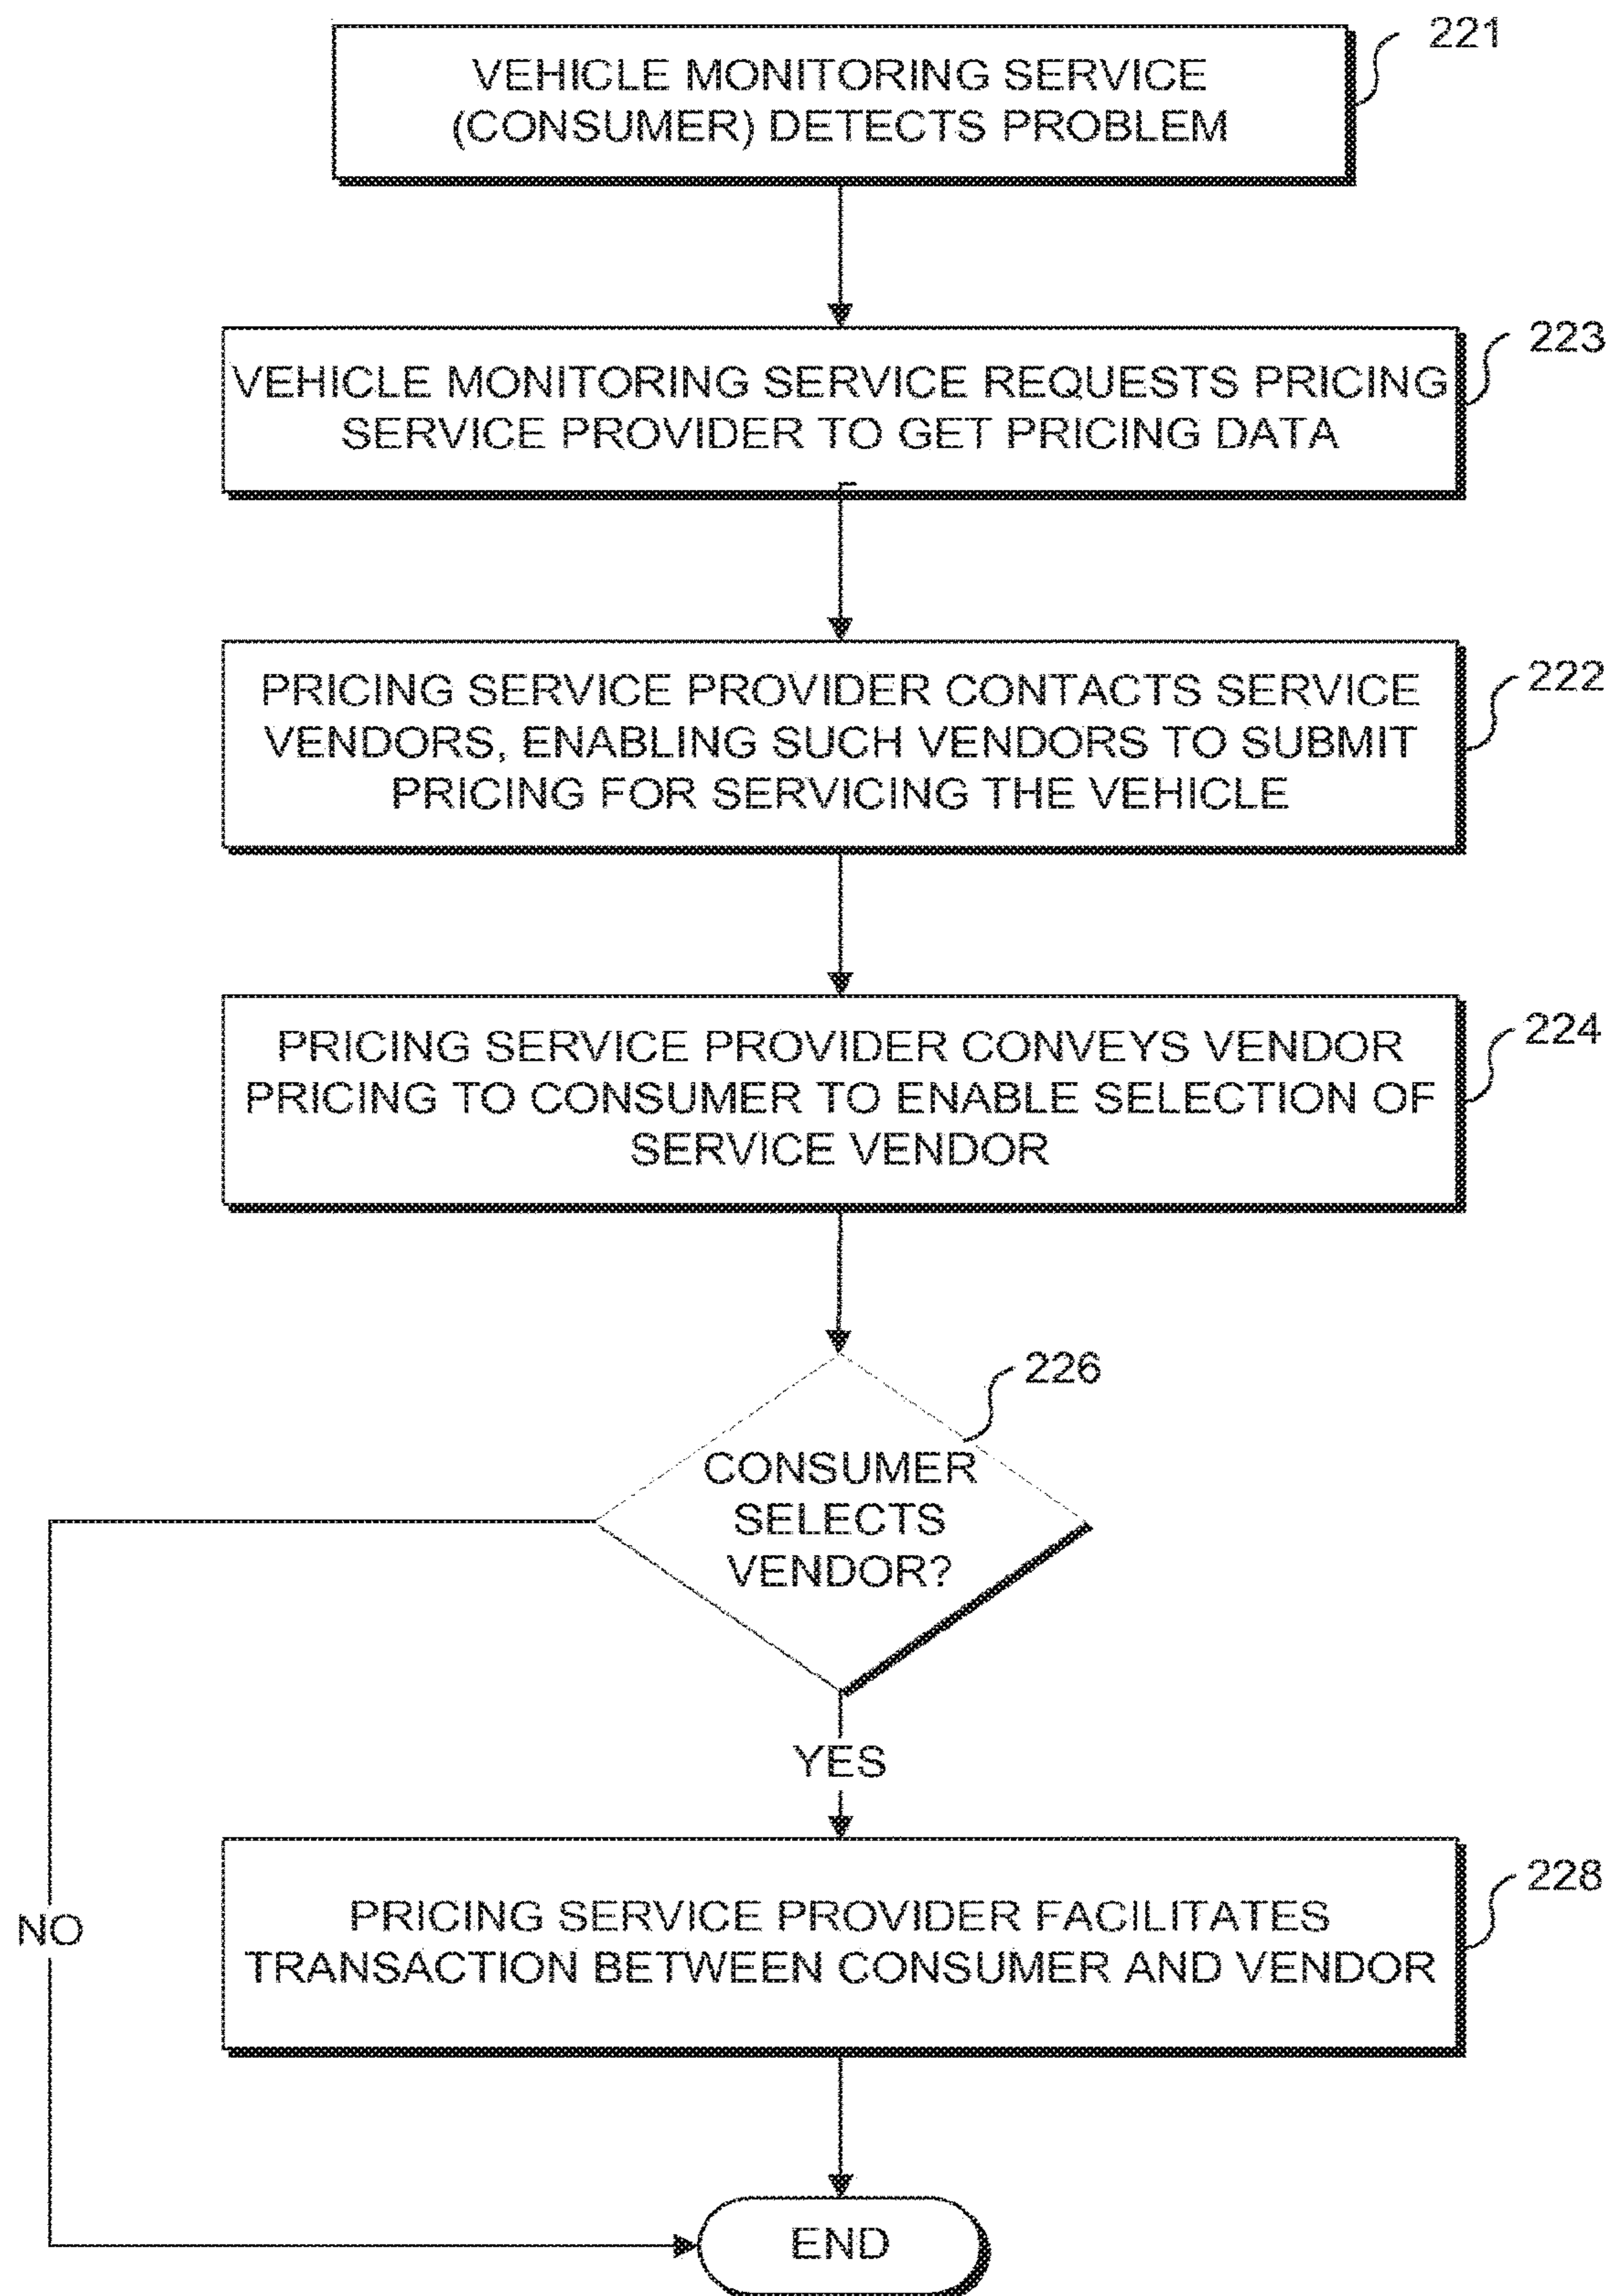 221
VEHICLE MONITORING SERVICE
(CONSUMER) DETECTS PROBLEM
223
VEHICLE MONITORING SERVICE REQUESTS PRICING
SERVICE PROVIDER TO GET PRICING DATA
222
PRICING SERVICE PROVIDER CONTACTS SERVICE
VENDORS, ENABLING SUCH VENDORS TO SUBMIT
PRICING FOR SERVICING THE VEHICLE
224
PRICING SERVICE PROVIDER CONVEYS VENDOR
PRICING TO CONSUMER TO ENABLE SELECTION OF
SERVICE VENDOR
226
CONSUMER
SELECTS
VENDOR?
YES
228
PRICING SERVICE PROVIDER FACILITATES
TRANSACTION BETWEEN CONSUMER AND VENDOR
NO
END